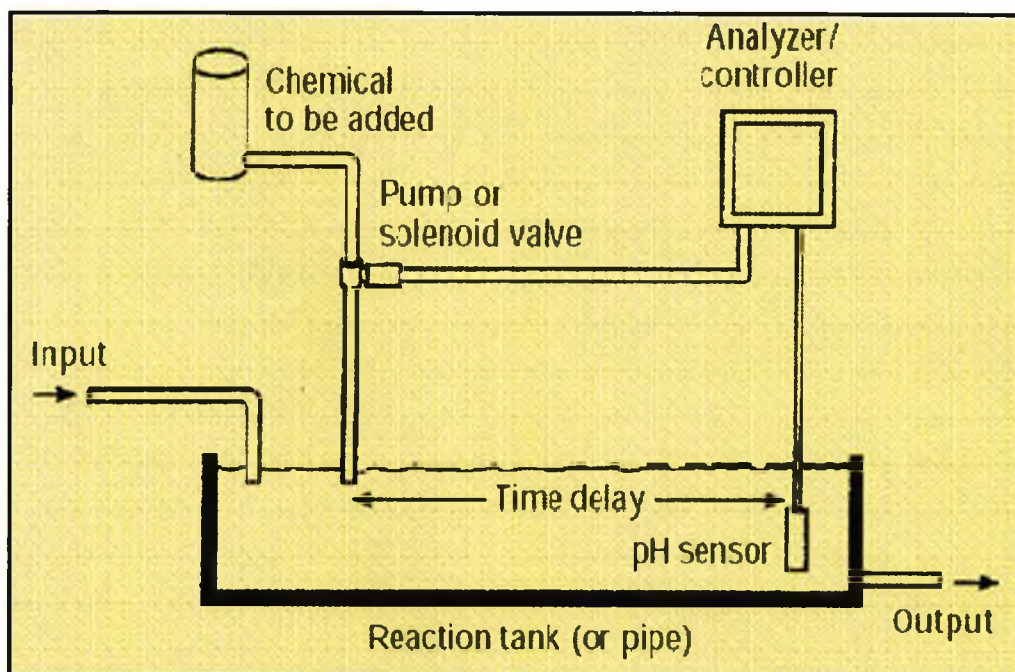 Analyzer/
controller
Chemical
to be added
Pump or
solenoid valve
Input
Time delay
pH sensor
Output
Reaction tank (or pipe)